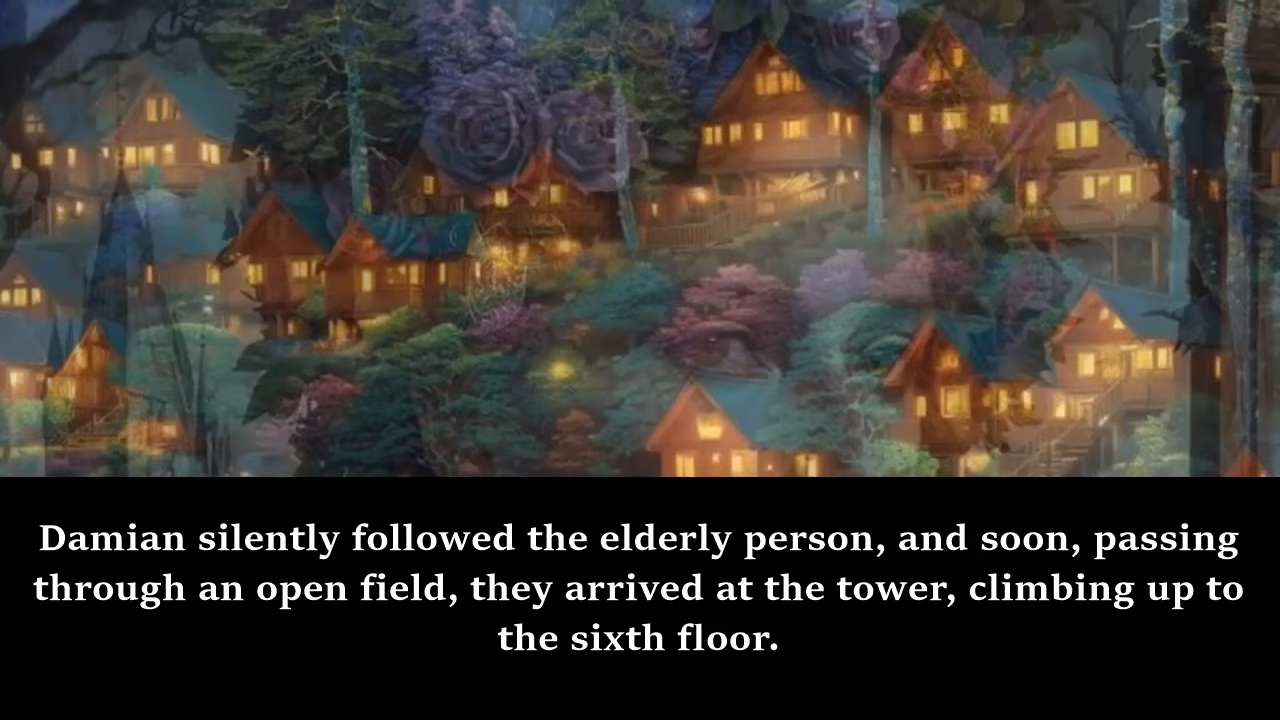 Damian silently followed the elderly person, and soon, passing
through an open field, they arrived at the tower, climbing up to
the sixth floor.